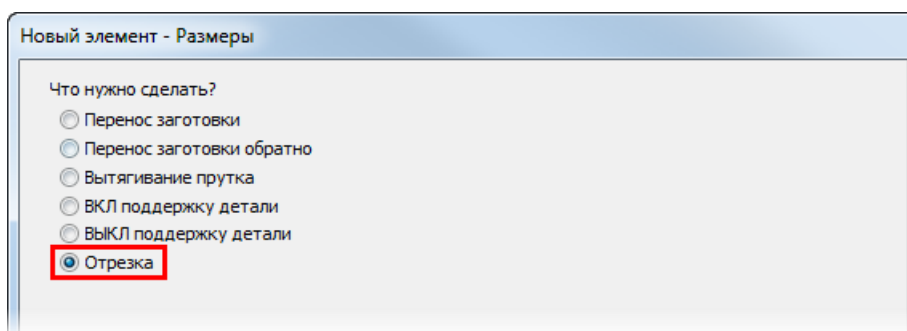 Новый элемент - Размеры
Что нужно сделать?
Перенос заготовки
Перенос заготовки обратно
Вытягивание прутка
ВКЛ поддержку детали
ВЫКЛ поддержку детали
Отрезка